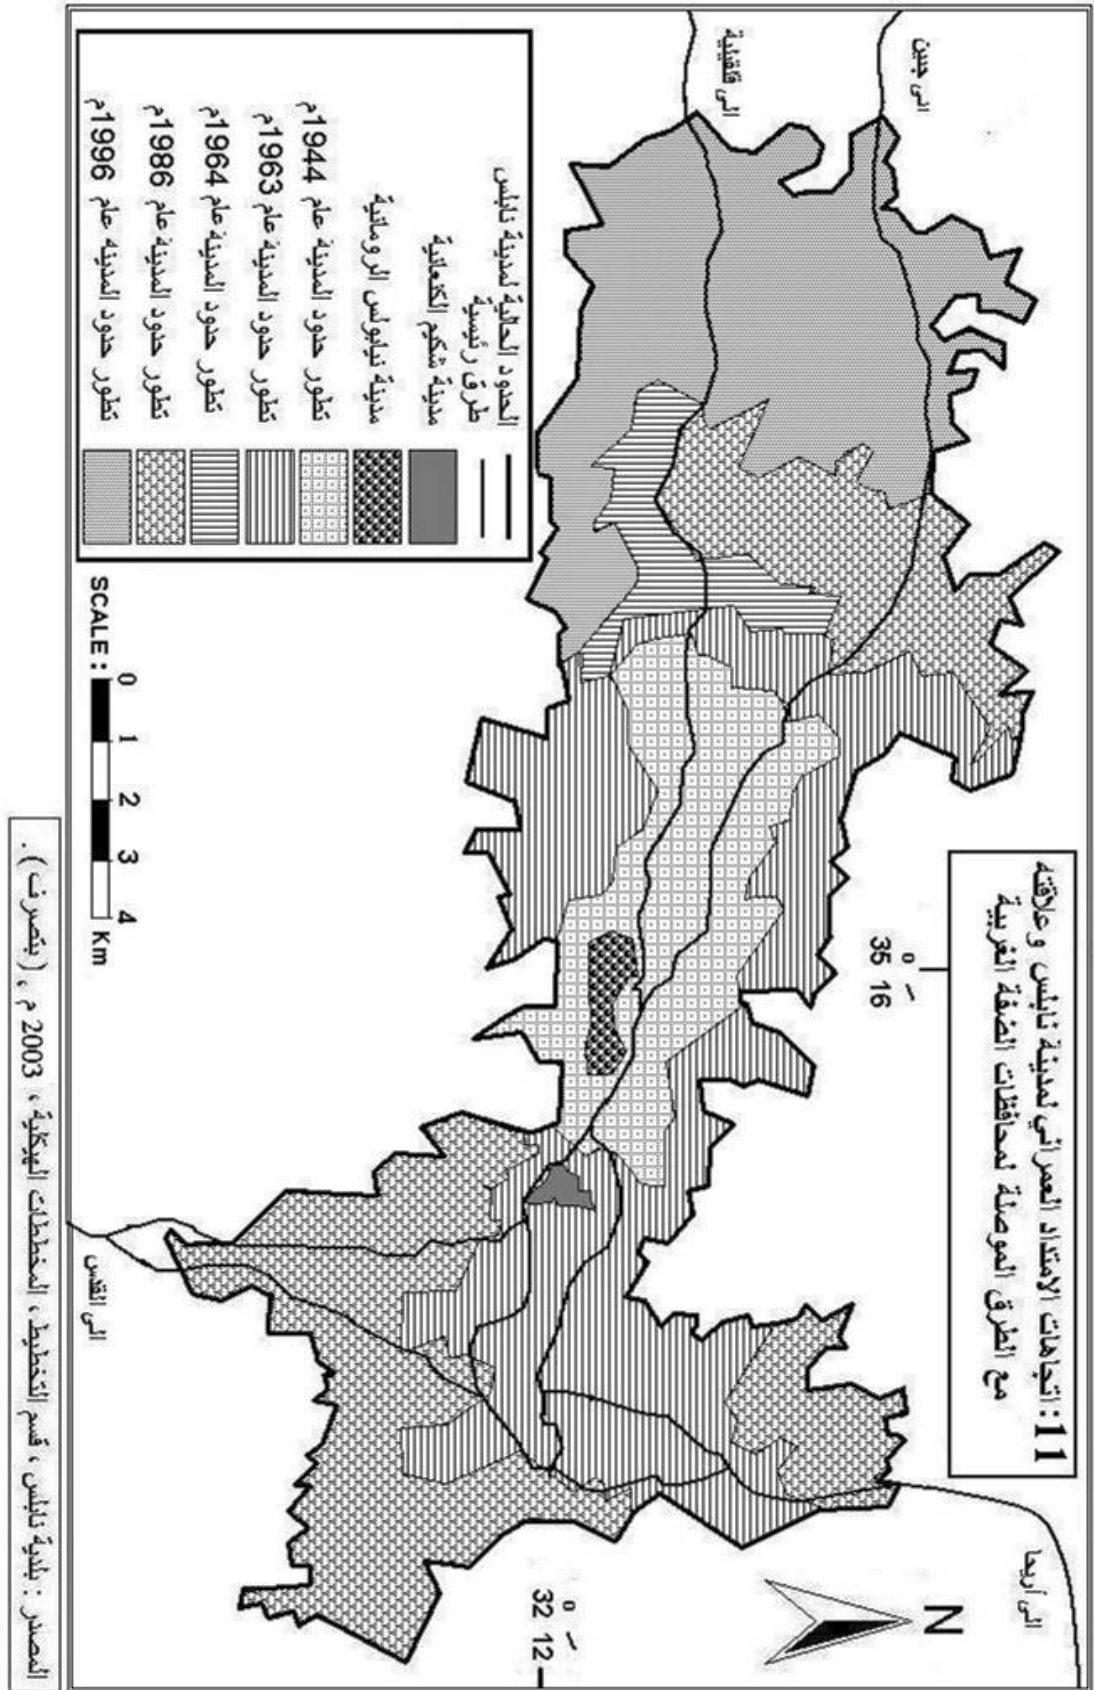 11: اتجاهات الامتداد العمراني لمدينة نابلس وعلاقته
مع الطرق الموصلة لمحافظات الضفة الغربية
الى جنين
الى قلقيلية
الى أريحا
الى القدس
N
35 16
32 12
الحدود الحالية لمدينة نابلس
طرق رئيسية
مدينة شكيم الكنعانية
مدينة نيابولس الرومانية
تطور حدود المدينة عام 1944م
تطور حدود المدينة عام 1963م
تطور حدود المدينة عام 1964م
تطور حدود المدينة عام 1986م
تطور حدود المدينه عام 1996م
SCALE : 0 1 2 3 4 Km
المصدر : بلدية نابلس ، قسم التخطيط ، المخططات الهيكلية ، 2003 م ، (بتصرف) .